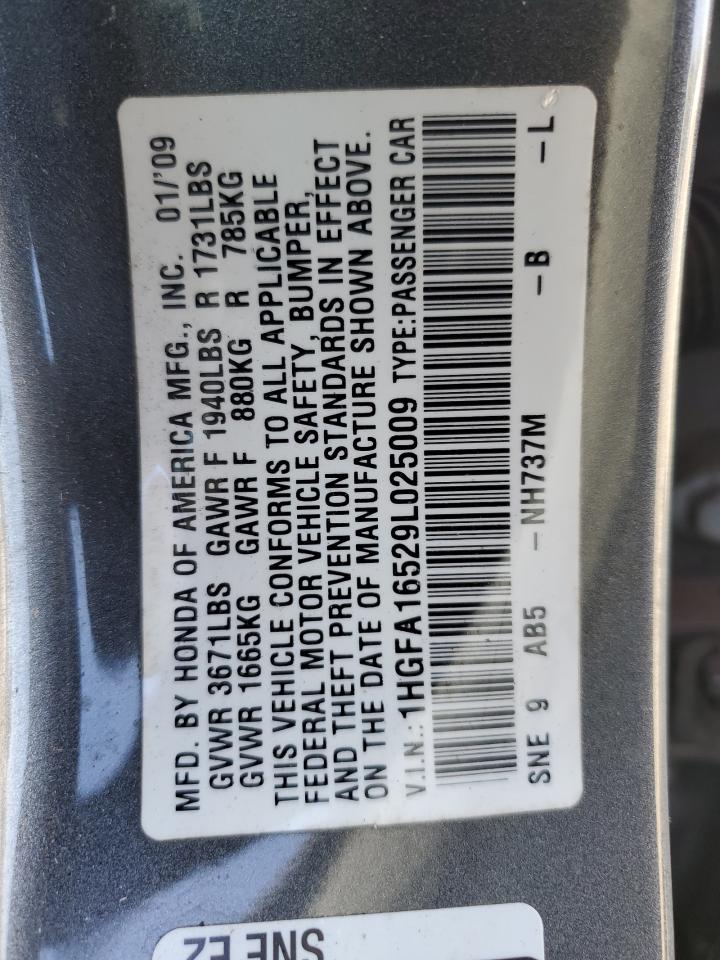 MFD. BY HONDA OF AMERICA MFG., INC. 01/'09
GVWR 3671LBS GAWR F 1940LBS R 1731LBS
GVWR 1665KG GAWR F 880KG R 785KG
THIS VEHICLE CONFORMS TO ALL APPLICABLE
FEDERAL MOTOR VEHICLE SAFETY, BUMPER,
AND THEFT PREVENTION STANDARDS IN EFFECT
ON THE DATE OF MANUFACTURE SHOWN ABOVE.
V.I.N.: 1HGFA16529L025009 TYPE:PASSENGER CAR
SNE 9 AB5 -NH737M -B -L
SNE EZ